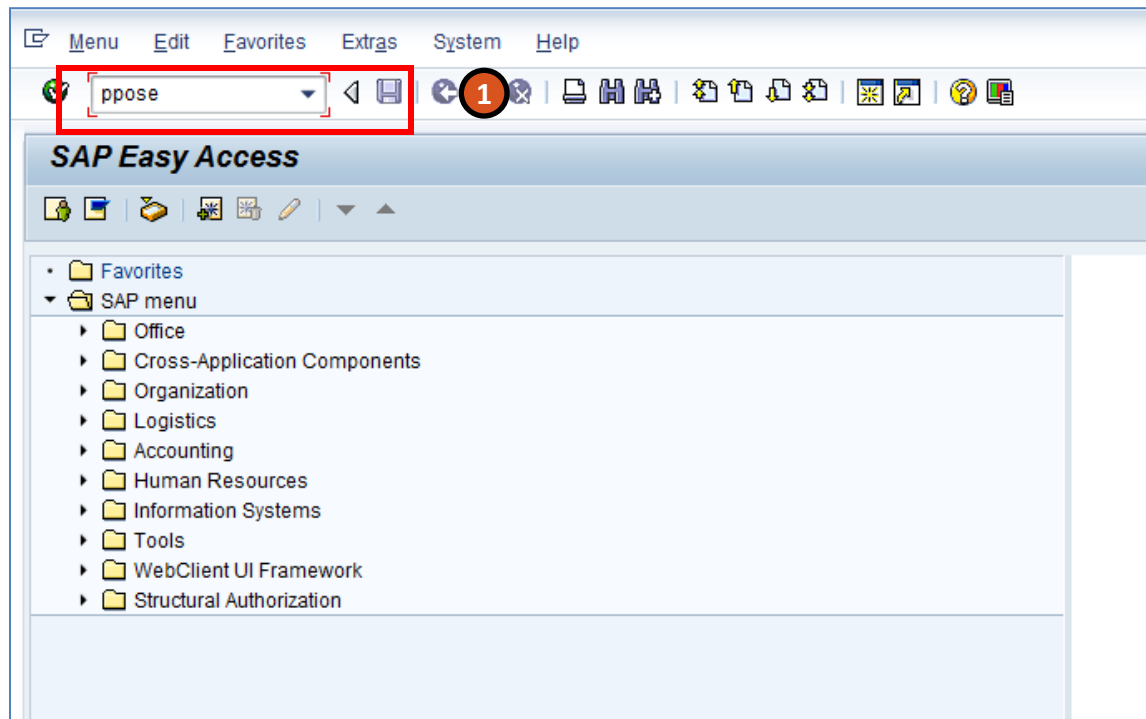 Menu Edit Favorites Extras System Help
ppose
1
SAP Easy Access
Favorites
SAP menu
Office
Cross-Application Components
Organization
Logistics
Accounting
Human Resources
Information Systems
Tools
WebClient UI Framework
Structural Authorization